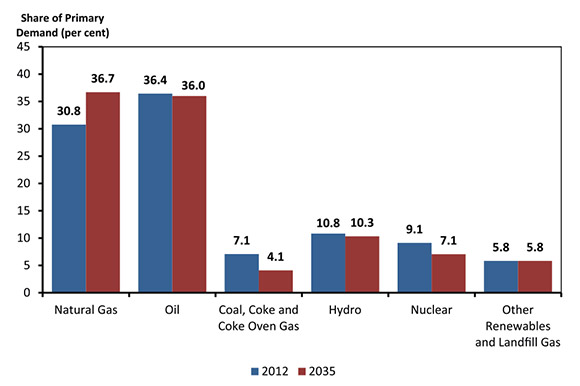 Share of Primary
Demand (per cent)
45
40
35
30
25
20
15
10
5
0
30.8
36.7
36.4
36.0
7.1
4.1
10.8
10.3
9.1
7.1
5.8
5.8
Natural Gas
Oil
Coal, Coke and
Coke Oven Gas
Hydro
Nuclear
Other
Renewables
and Landfill Gas
2012 2035